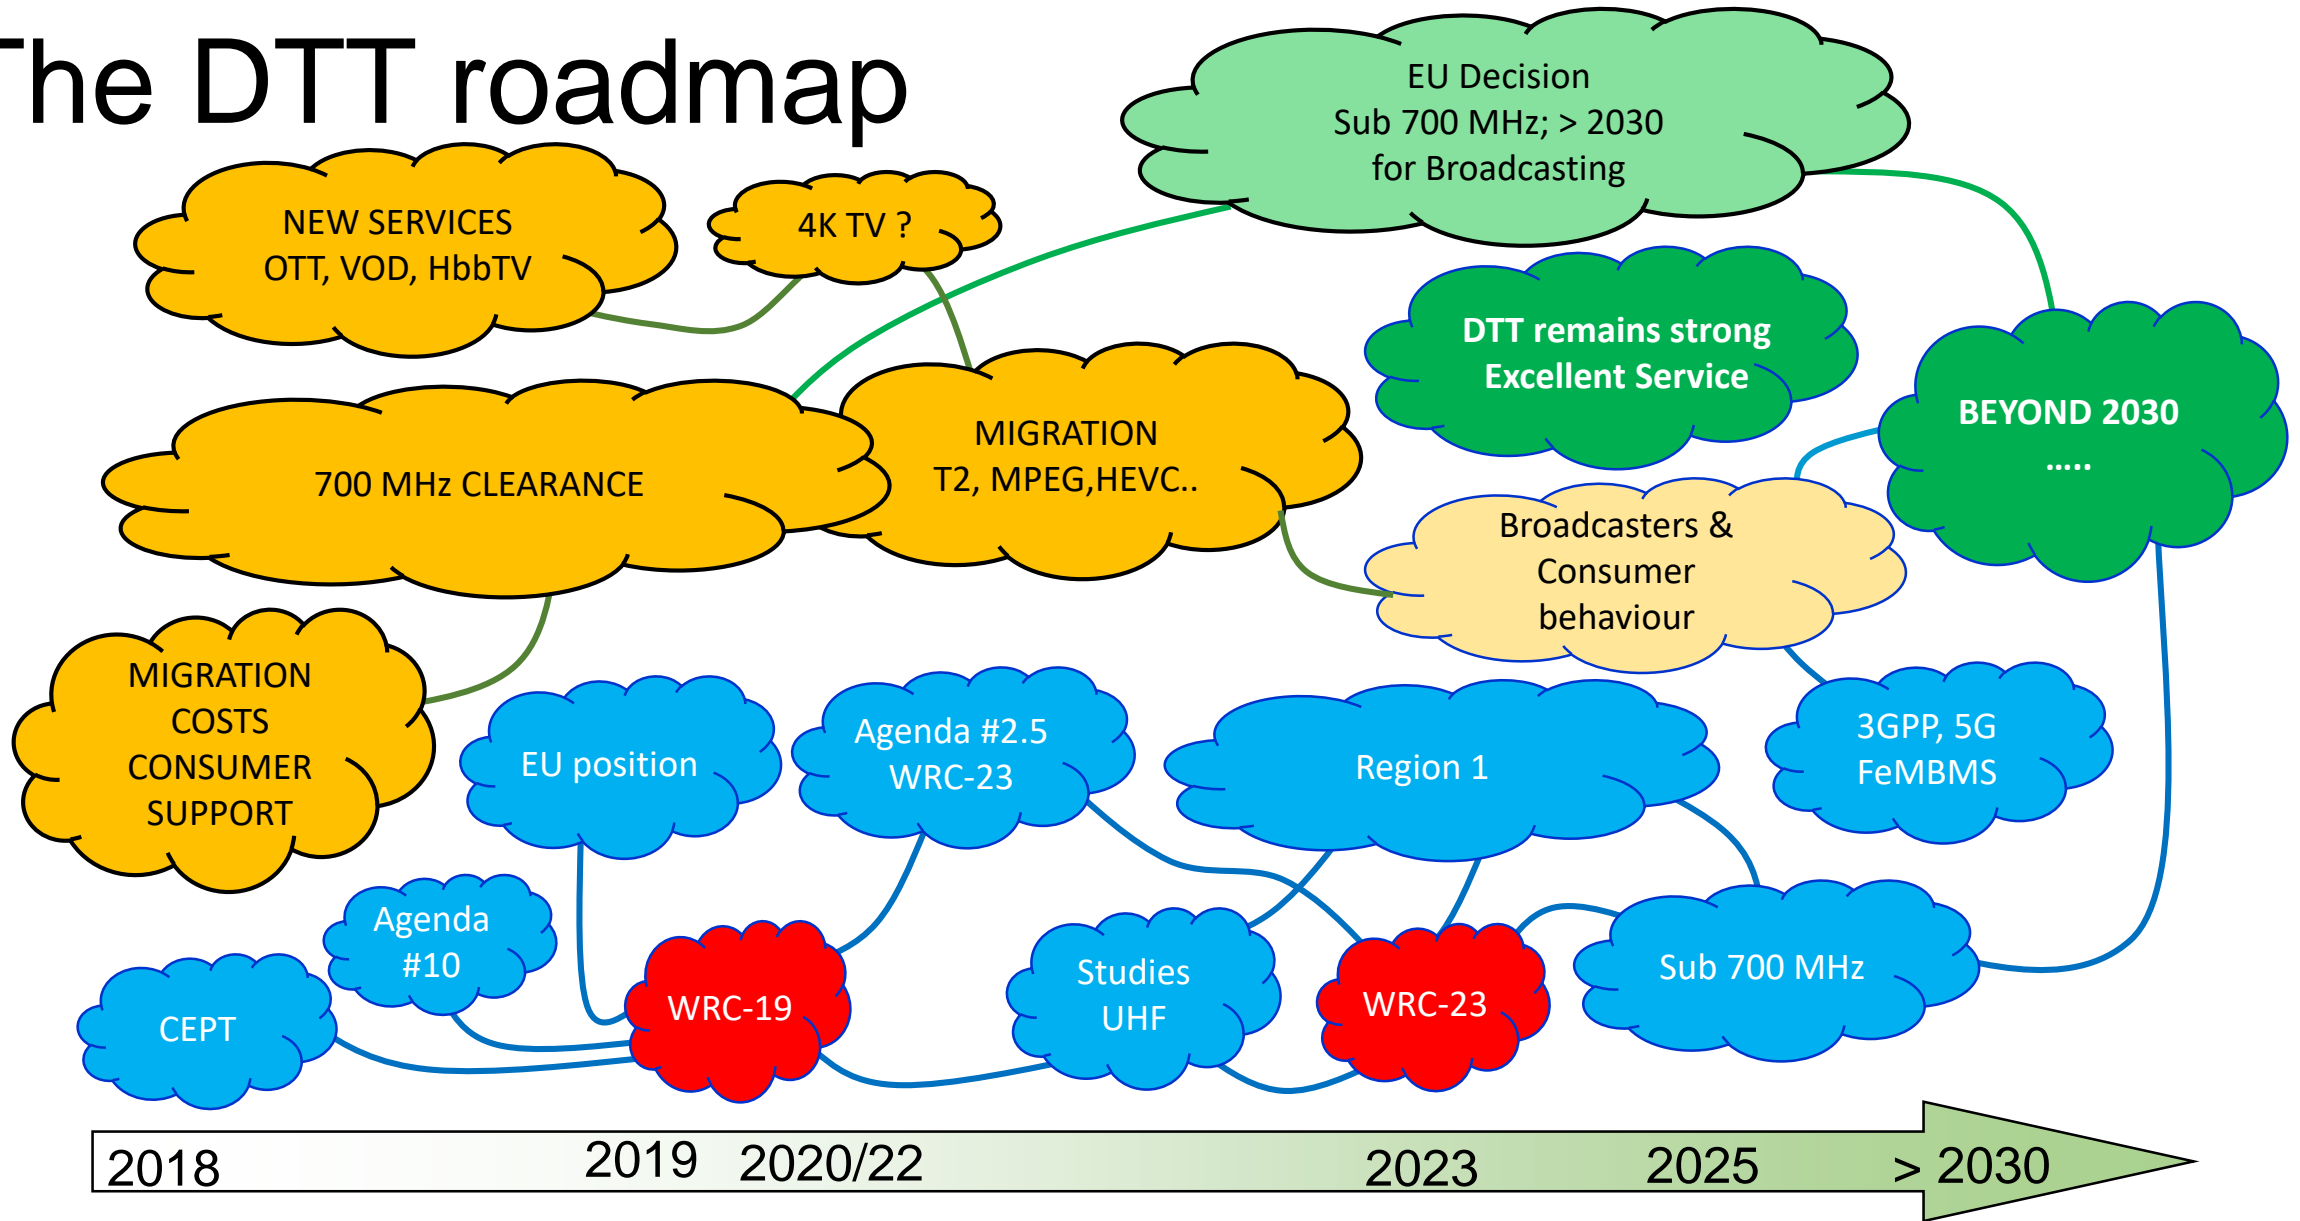 The DTT roadmap
EU Decision
Sub 700 MHz; > 2030
for Broadcasting
NEW SERVICES
OTT, VOD, HbbTV
4K TV ?
DTT remains strong
Excellent Service
BEYOND 2030
.....
MIGRATION
T2, MPEG,HEVC..
700 MHz CLEARANCE
Broadcasters &
Consumer
behaviour
MIGRATION
COSTS
CONSUMER
SUPPORT
EU position
Agenda #2.5
WRC-23
Region 1
3GPP, 5G
FeMBMS
Agenda
#10
CEPT
WRC-19
Studies
UHF
WRC-23
Sub 700 MHz
2018
2019
2020/22
2023
2025
> 2030